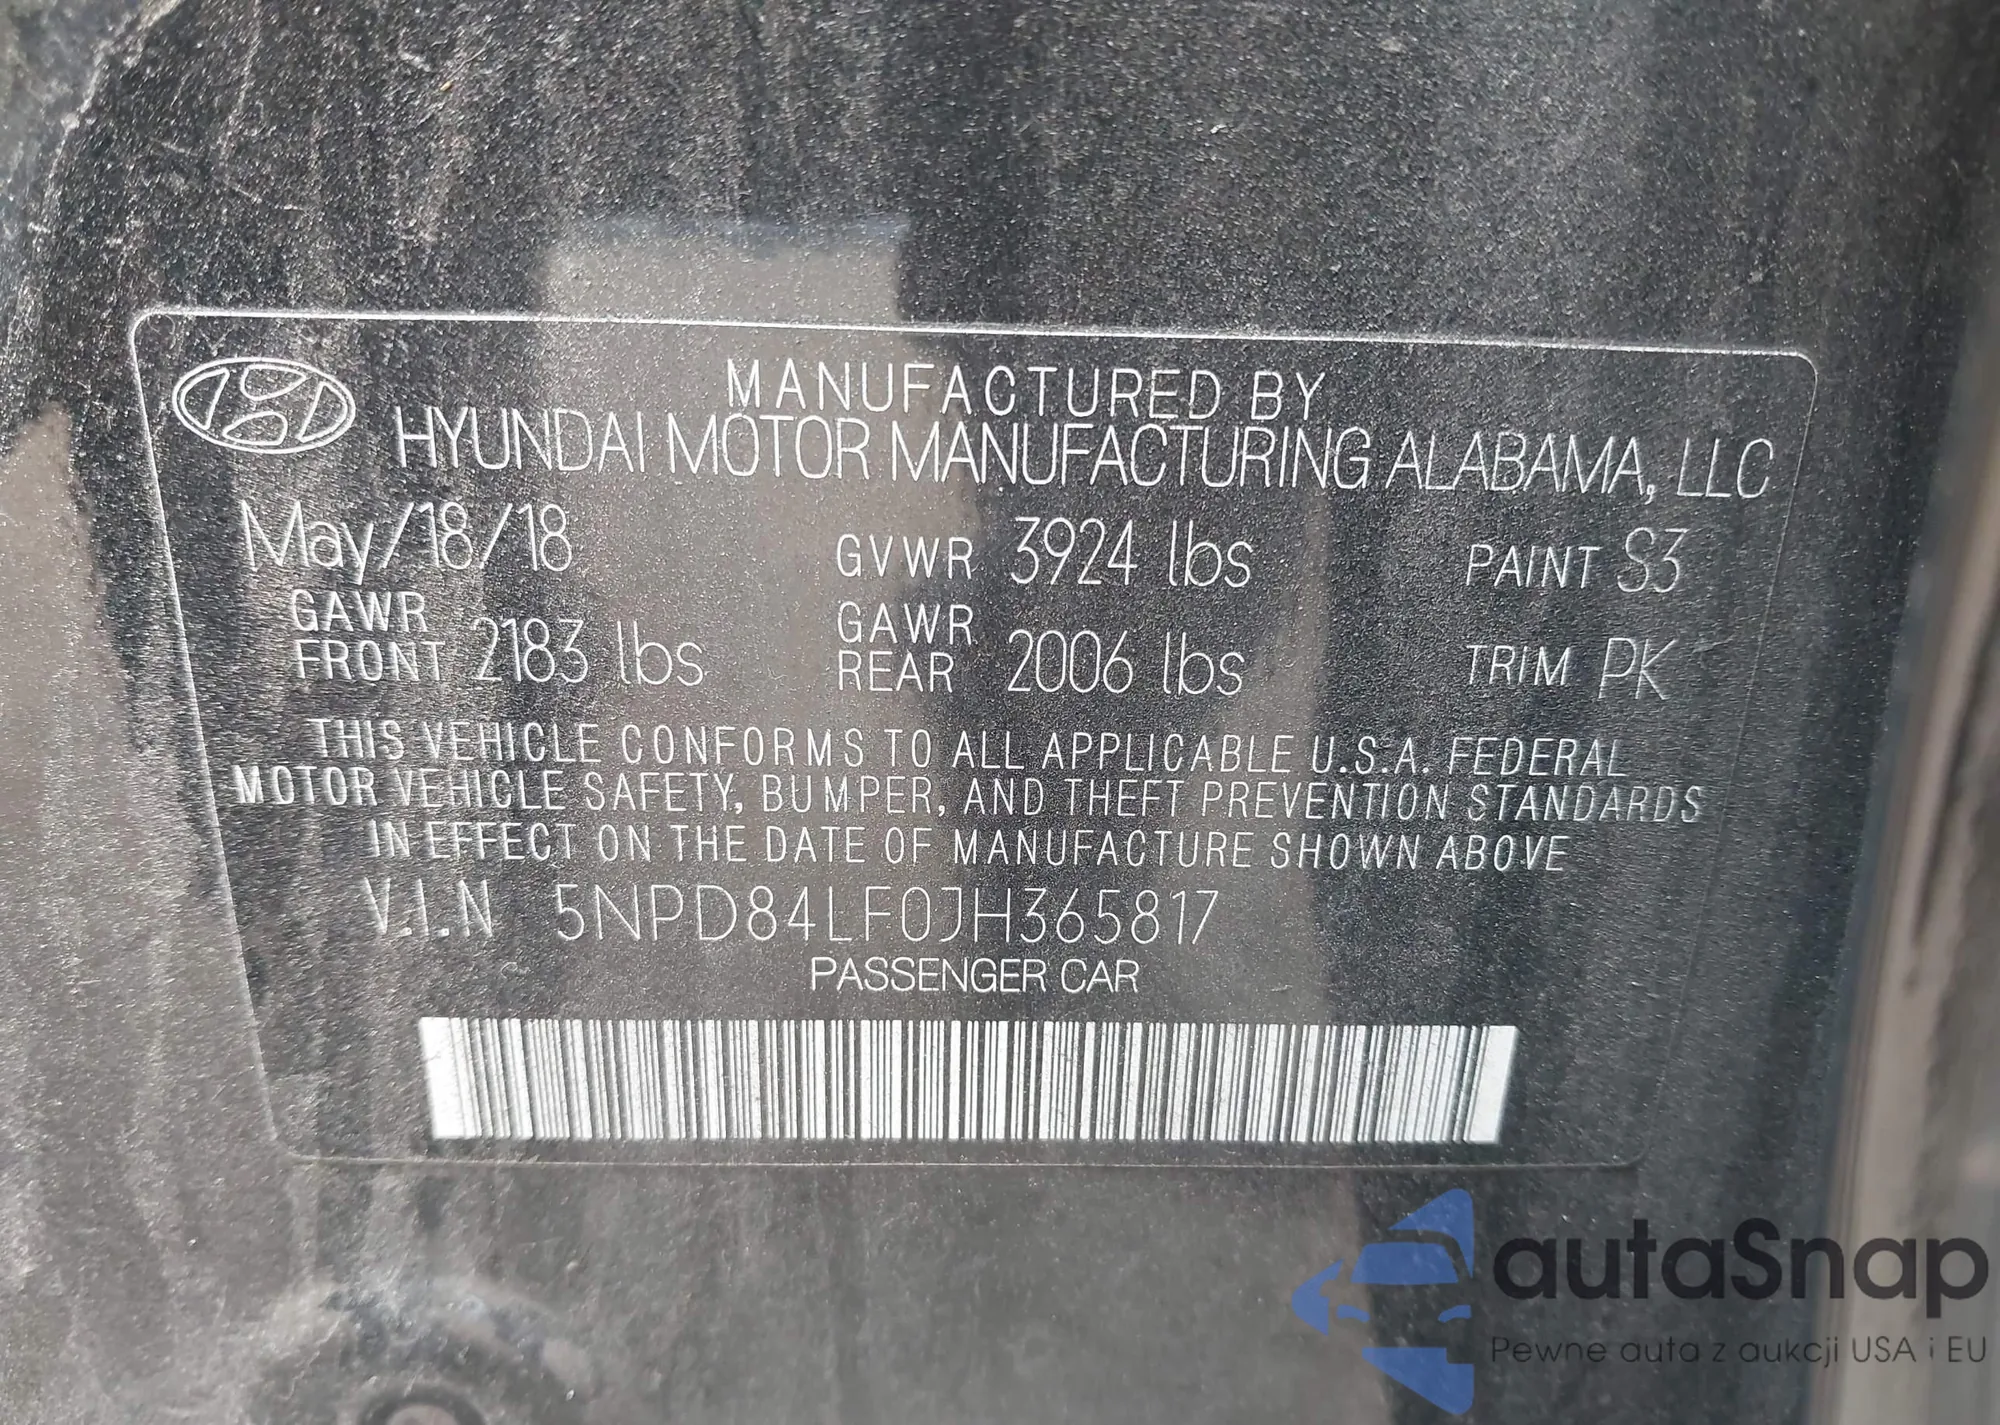 MANUFACTURED BY
HYUNDAI MOTOR MANUFACTURING ALABAMA, LLC
May/18/18 GVWR 3924 lbs PAINT S3
GAWR FRONT 2183 lbs GAWR REAR 2006 lbs TRIM PK
THIS VEHICLE CONFORMS TO ALL APPLICABLE U.S.A. FEDERAL
MOTOR VEHICLE SAFETY, BUMPER, AND THEFT PREVENTION STANDARDS
IN EFFECT ON THE DATE OF MANUFACTURE SHOWN ABOVE
V.I.N 5NPD84LF0JH365817
PASSENGER CAR
autaSnap
Pewne auta z aukcji USA i EU